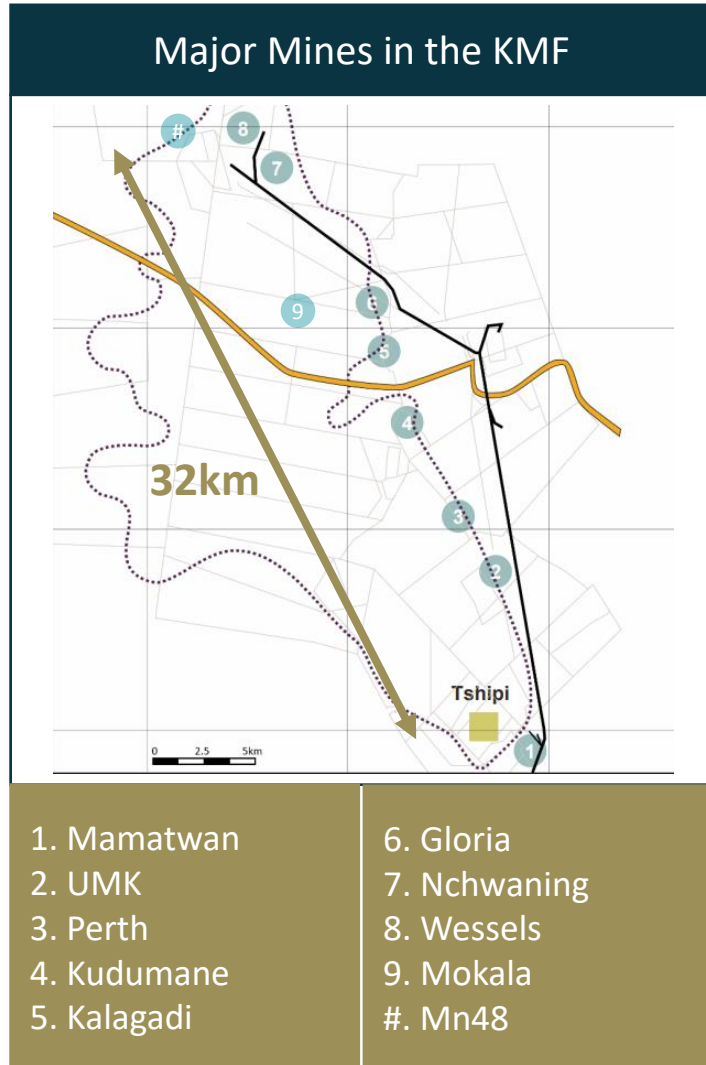 Major Mines in the KMF
#
8
7
9
6
5
4
32km
3
2
Tshipi
1
0 2.5 5km
1. Mamatwan
2. UMK
3. Perth
4. Kudumane
5. Kalagadi
6. Gloria
7. Nchwaning
8. Wessels
9. Mokala
#. Mn48